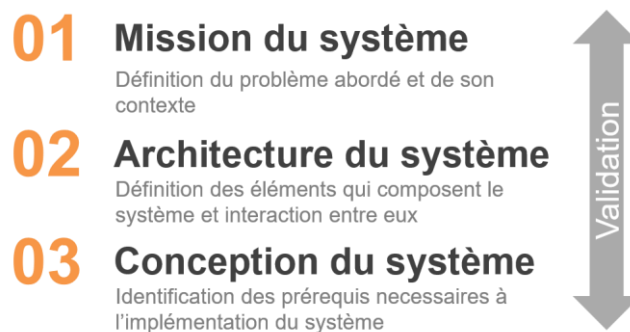 01 Mission du système
Définition du problème abordé et de son
contexte
02 Architecture du système
Définition des éléments qui composent le
système et interaction entre eux
03 Conception du système
Identification des prérequis necessaires à
l'implémentation du système
Validation